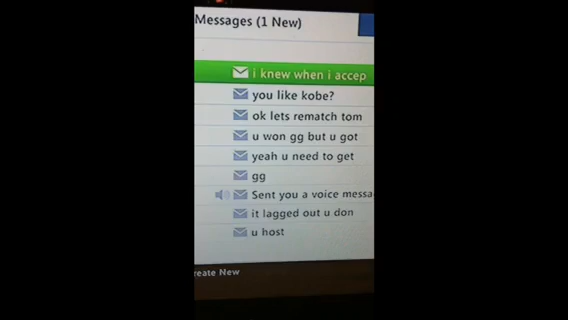 Messages (1 New)
i knew when i accep
you like kobe?
ok lets rematch tom
u won gg but u got
yeah u need to get
gg
Sent you a voice messa
it lagged out u don
u host
reate New